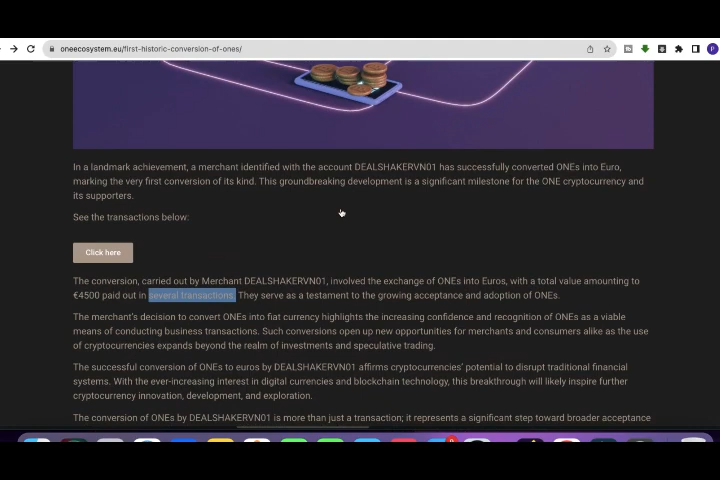 oneecosystem.eu/first-historic-conversion-of-ones/
In a landmark achievement, a merchant identified with the account DEALSHAKERVN01 has successfully converted ONEs into Euro,
marking the very first conversion of its kind. This groundbreaking development is a significant milestone for the ONE cryptocurrency and
its supporters.
See the transactions below:
Click here
The conversion, carried out by Merchant DEALSHAKERVN01, involved the exchange of ONEs into Euros, with a total value amounting to
€4500 paid out in several transactions. They serve as a testament to the growing acceptance and adoption of ONEs.
The merchant's decision to convert ONEs into fiat currency highlights the increasing confidence and recognition of ONEs as a viable
means of conducting business transactions. Such conversions open up new opportunities for merchants and consumers alike as the use
of cryptocurrencies expands beyond the realm of investments and speculative trading.
The successful conversion of ONEs to euros by DEALSHAKERVN01 affirms cryptocurrencies' potential to disrupt traditional financial
systems. With the ever-increasing interest in digital currencies and blockchain technology, this breakthrough will likely inspire further
cryptocurrency innovation, development, and exploration.
The conversion of ONEs by DEALSHAKERVN01 is more than just a transaction; it represents a significant step toward broader acceptance